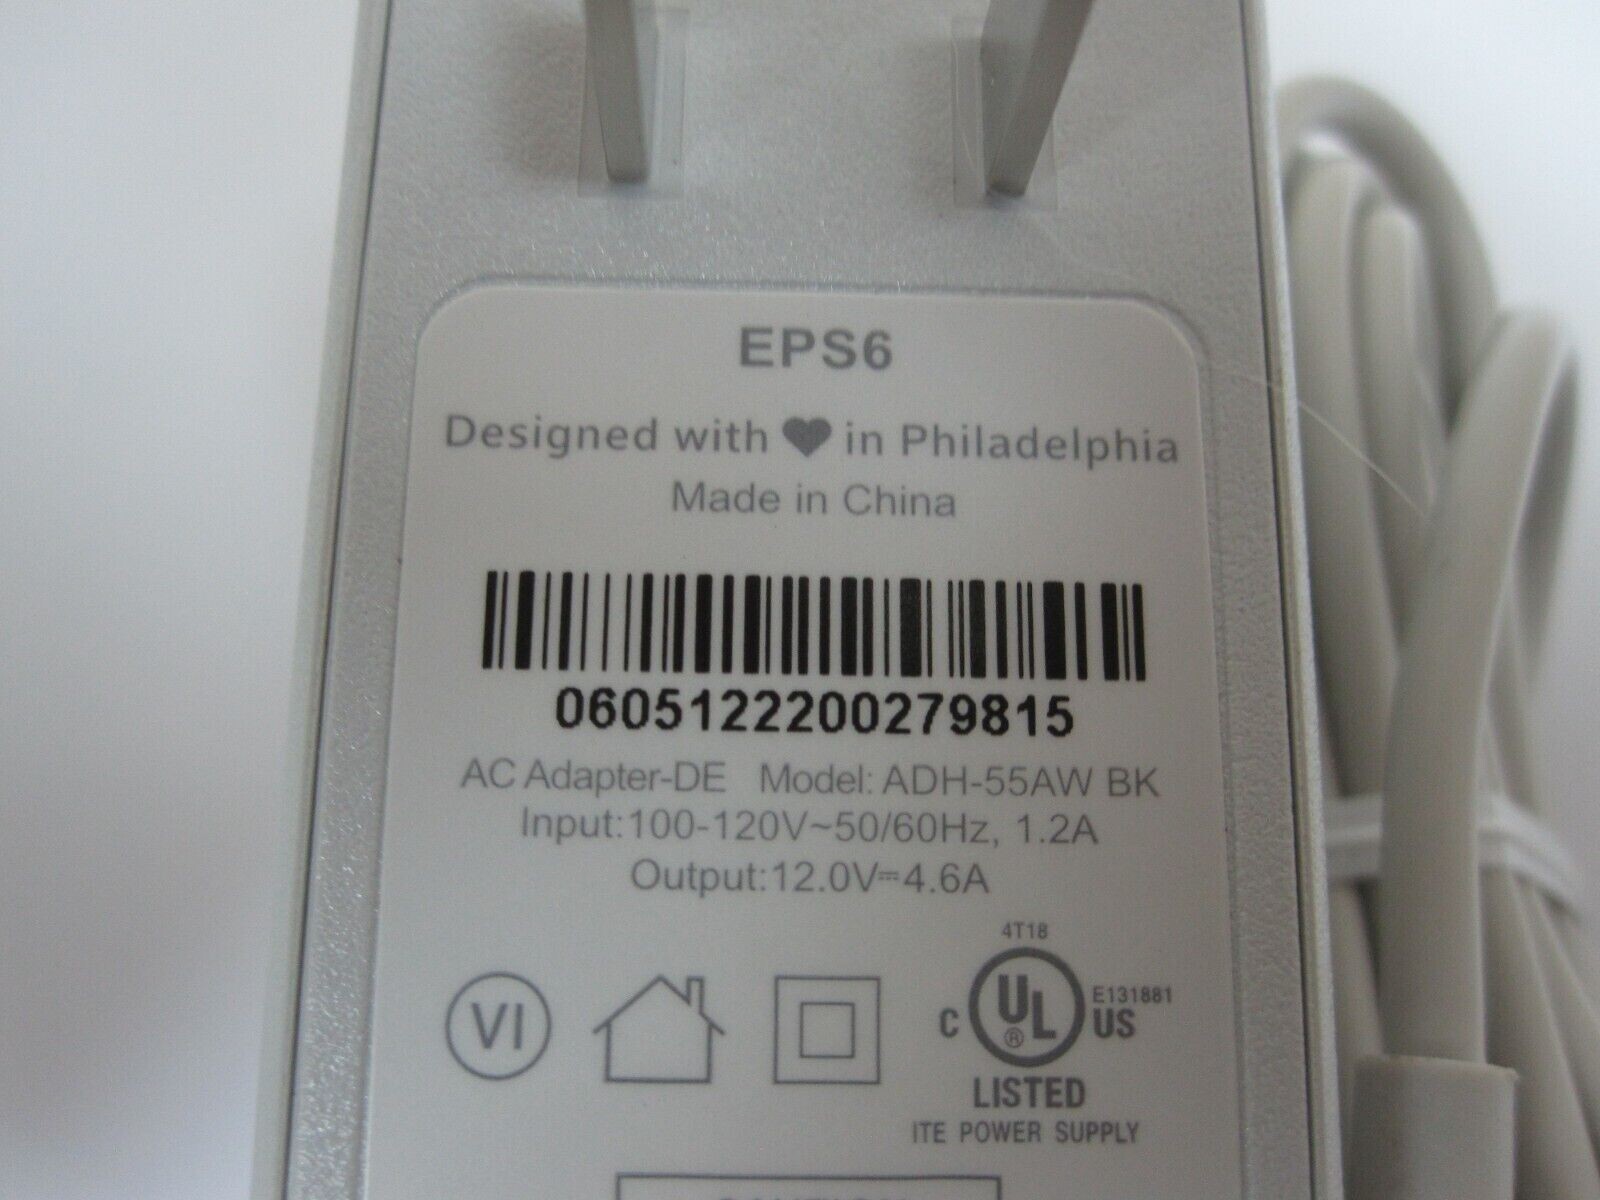 EPS6
Designed with ♥ in Philadelphia
Made in China
0605122200279815
AC Adapter-DE Model: ADH-55AW BK
Input:100-120V~50/60Hz, 1.2A
Output:12.0V⎓4.6A
4T18
VI
C UL ® US E131881
LISTED
ITE POWER SUPPLY